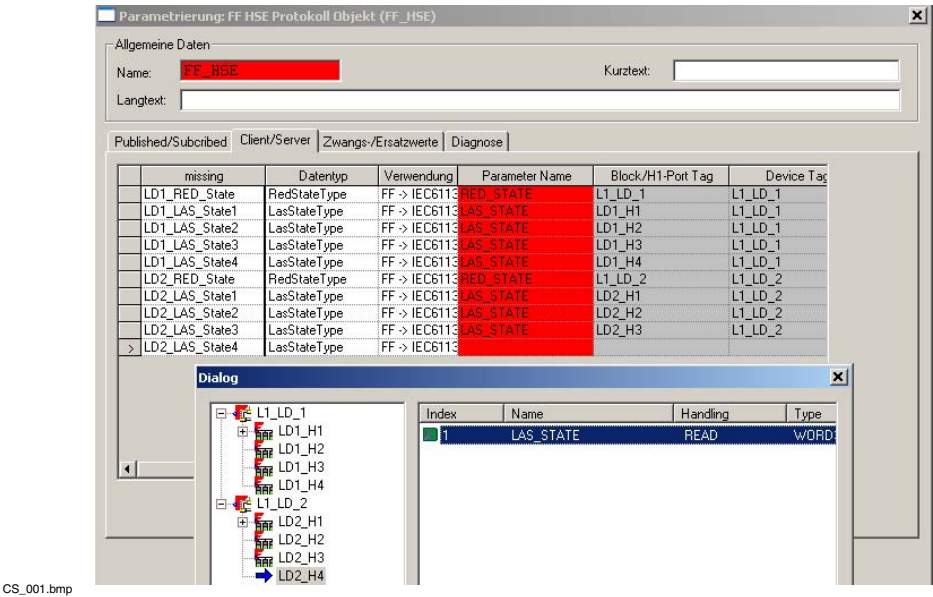 Parametrierung: FF HSE Protokoll Objekt (FF_HSE)
Allgemeine Daten
Name: FF_HSE Kurztext:
Langtext:
Published/Subcribed Client/Server Zwangs-/Ersatzwerte Diagnose
missing Datentyp Verwendung Parameter Name Block/H1-Port Tag Device Tag
LD1_RED_State RedStateType FF -> IEC6113 RED_STATE L1_LD_1 L1_LD_1
LD1_LAS_State1 LasStateType FF -> IEC6113 LAS_STATE LD1_H1 L1_LD_1
LD1_LAS_State2 LasStateType FF -> IEC6113 LAS_STATE LD1_H2 L1_LD_1
LD1_LAS_State3 LasStateType FF -> IEC6113 LAS_STATE LD1_H3 L1_LD_1
LD1_LAS_State4 LasStateType FF -> IEC6113 LAS_STATE LD1_H4 L1_LD_1
LD2_RED_State RedStateType FF -> IEC6113 RED_STATE L1_LD_2 L1_LD_2
LD2_LAS_State1 LasStateType FF -> IEC6113 LAS_STATE LD2_H1 L1_LD_2
LD2_LAS_State2 LasStateType FF -> IEC6113 LAS_STATE LD2_H2 L1_LD_2
LD2_LAS_State3 LasStateType FF -> IEC6113 LAS_STATE LD2_H3 L1_LD_2
> LD2_LAS_State4 LasStateType FF -> IEC6113
Dialog
L1_LD_1
LD1_H1
LD1_H2
LD1_H3
LD1_H4
L1_LD_2
LD2_H1
LD2_H2
LD2_H3
LD2_H4
Index Name Handling Type
1 LAS_STATE READ WORD
CS_001.bmp